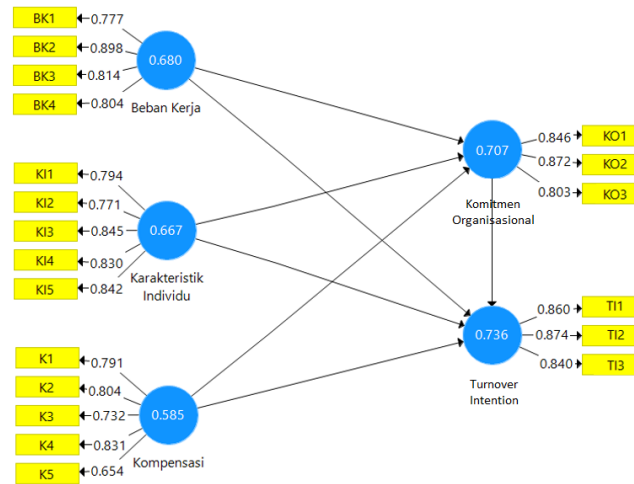 BK1 0.777
BK2 0.898
BK3 0.814
BK4 0.804
0.680
Beban Kerja
KI1 0.794
KI2 0.771
KI3 0.845
KI4 0.830
KI5 0.842
0.667
Karakteristik
Individu
K1 0.791
K2 0.804
K3 0.732
K4 0.831
K5 0.654
0.585
Kompensasi
0.707
Komitmen
Organisasional
0.846 KO1
0.872 KO2
0.803 KO3
0.736
Turnover
Intention
0.860 TI1
0.874 TI2
0.840 TI3